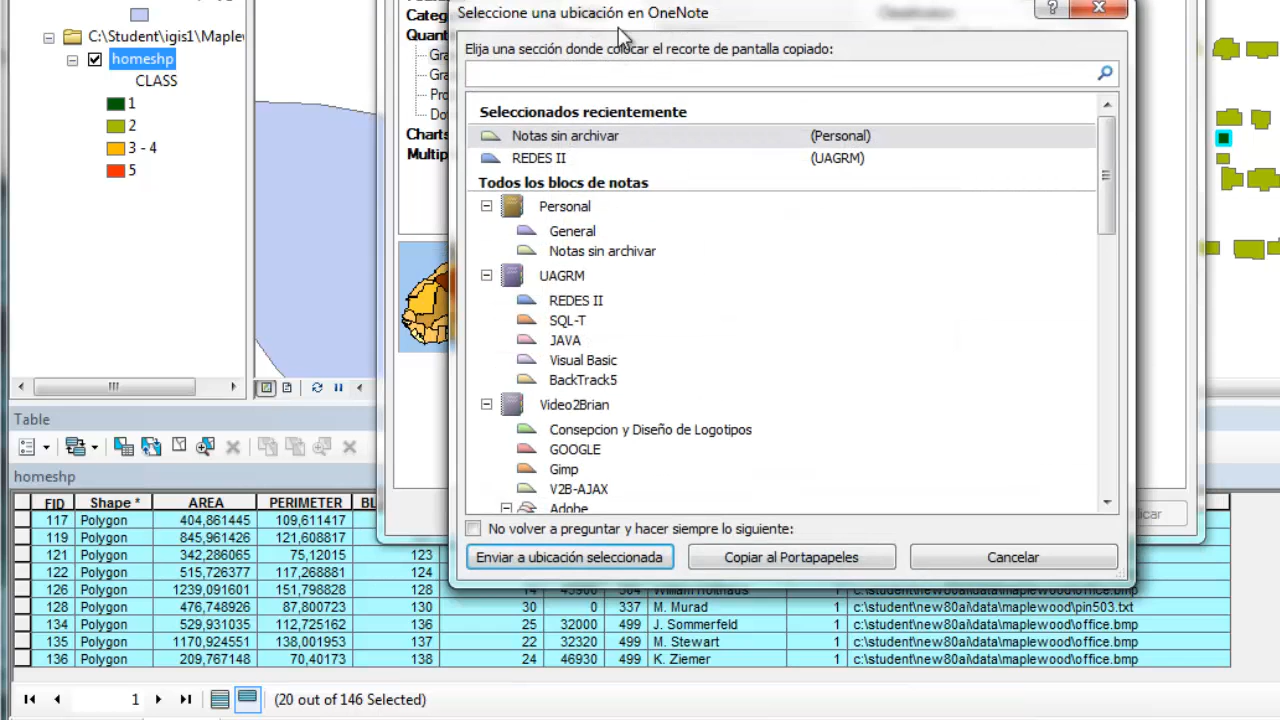 Seleccione una ubicación en OneNote
Elija una sección donde colocar el recorte de pantalla copiado:
Seleccionados recientemente
Notas sin archivar (Personal)
REDES II (UAGRM)
Todos los blocs de notas
Personal
General
Notas sin archivar
UAGRM
REDES II
SQL-T
JAVA
Visual Basic
BackTrack5
Video2Brian
Consepcion y Diseño de Logotipos
GOOGLE
Gimp
V2B-AJAX
Adobe
No volver a preguntar y hacer siempre lo siguiente:
Enviar a ubicación seleccionada
Copiar al Portapapeles
Cancelar
C:\Student\igis1\Maplew
homeshp
CLASS
1
2
3 - 4
5
Categ
Quant
Gra
Gra
Pro
Do
Charts
Multip
Table
homeshp
FID Shape * AREA PERIMETER BL
117 Polygon 404,861445 109,611417
119 Polygon 845,961426 121,608817
121 Polygon 342,286065 75,12015 123
122 Polygon 515,726377 117,268881 124
126 Polygon 1239,091601 151,798828 128
128 Polygon 476,748926 87,800723 130 30 0 337 M. Murad 1 c:\student\new80ai\data\maplewood\pin503.txt
134 Polygon 529,931035 112,725162 136 25 32000 499 J. Sommerfeld 1 c:\student\new80ai\data\maplewood\office.bmp
135 Polygon 1170,924551 138,001953 137 22 32320 499 M. Stewart 1 c:\student\new80ai\data\maplewood\office.bmp
136 Polygon 209,767148 70,40173 138 24 46930 499 K. Ziemer 1 c:\student\new80ai\data\maplewood\office.bmp
1 (20 out of 146 Selected)